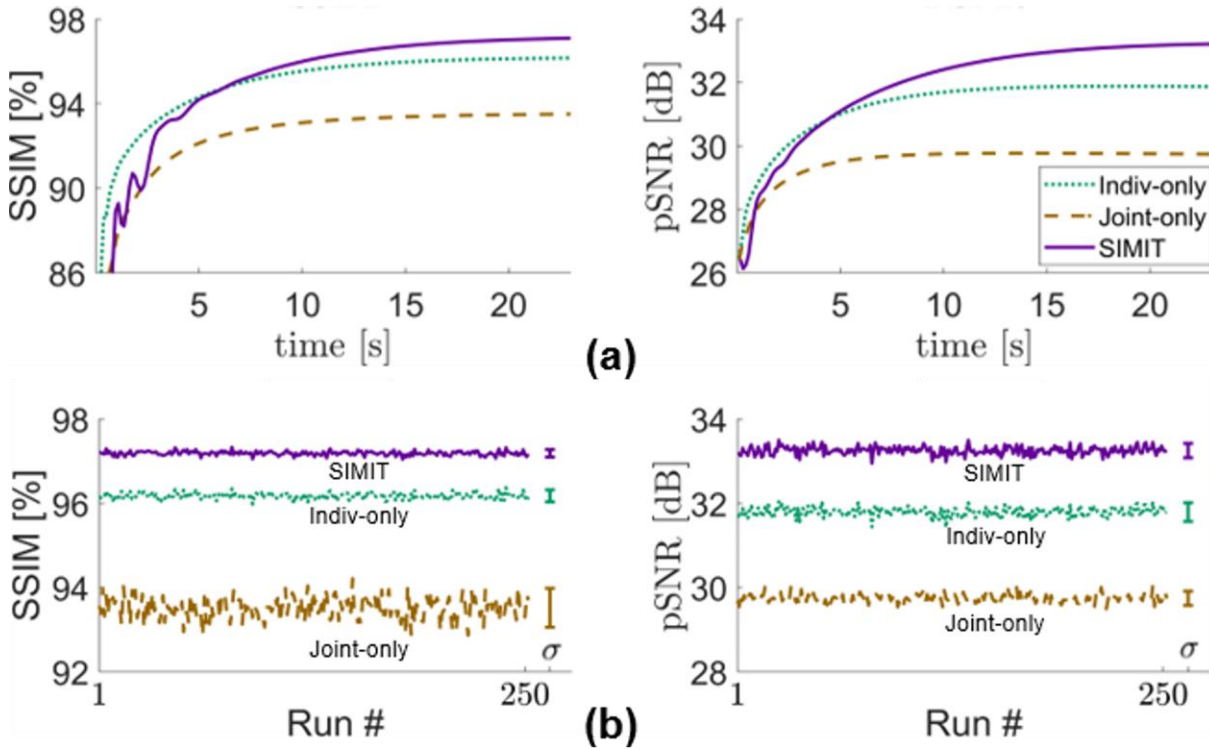 SSIM [%]
98
94
90
86
5
10
15
20
time [s]
pSNR [dB]
34
32
30
28
26
5
10
15
20
time [s]
Indiv-only
Joint-only
SIMIT
(a)
SSIM [%]
98
96
94
92
SIMIT
Indiv-only
Joint-only
σ
1
250
Run #
pSNR [dB]
34
32
30
28
SIMIT
Indiv-only
Joint-only
σ
1
250
Run #
(b)